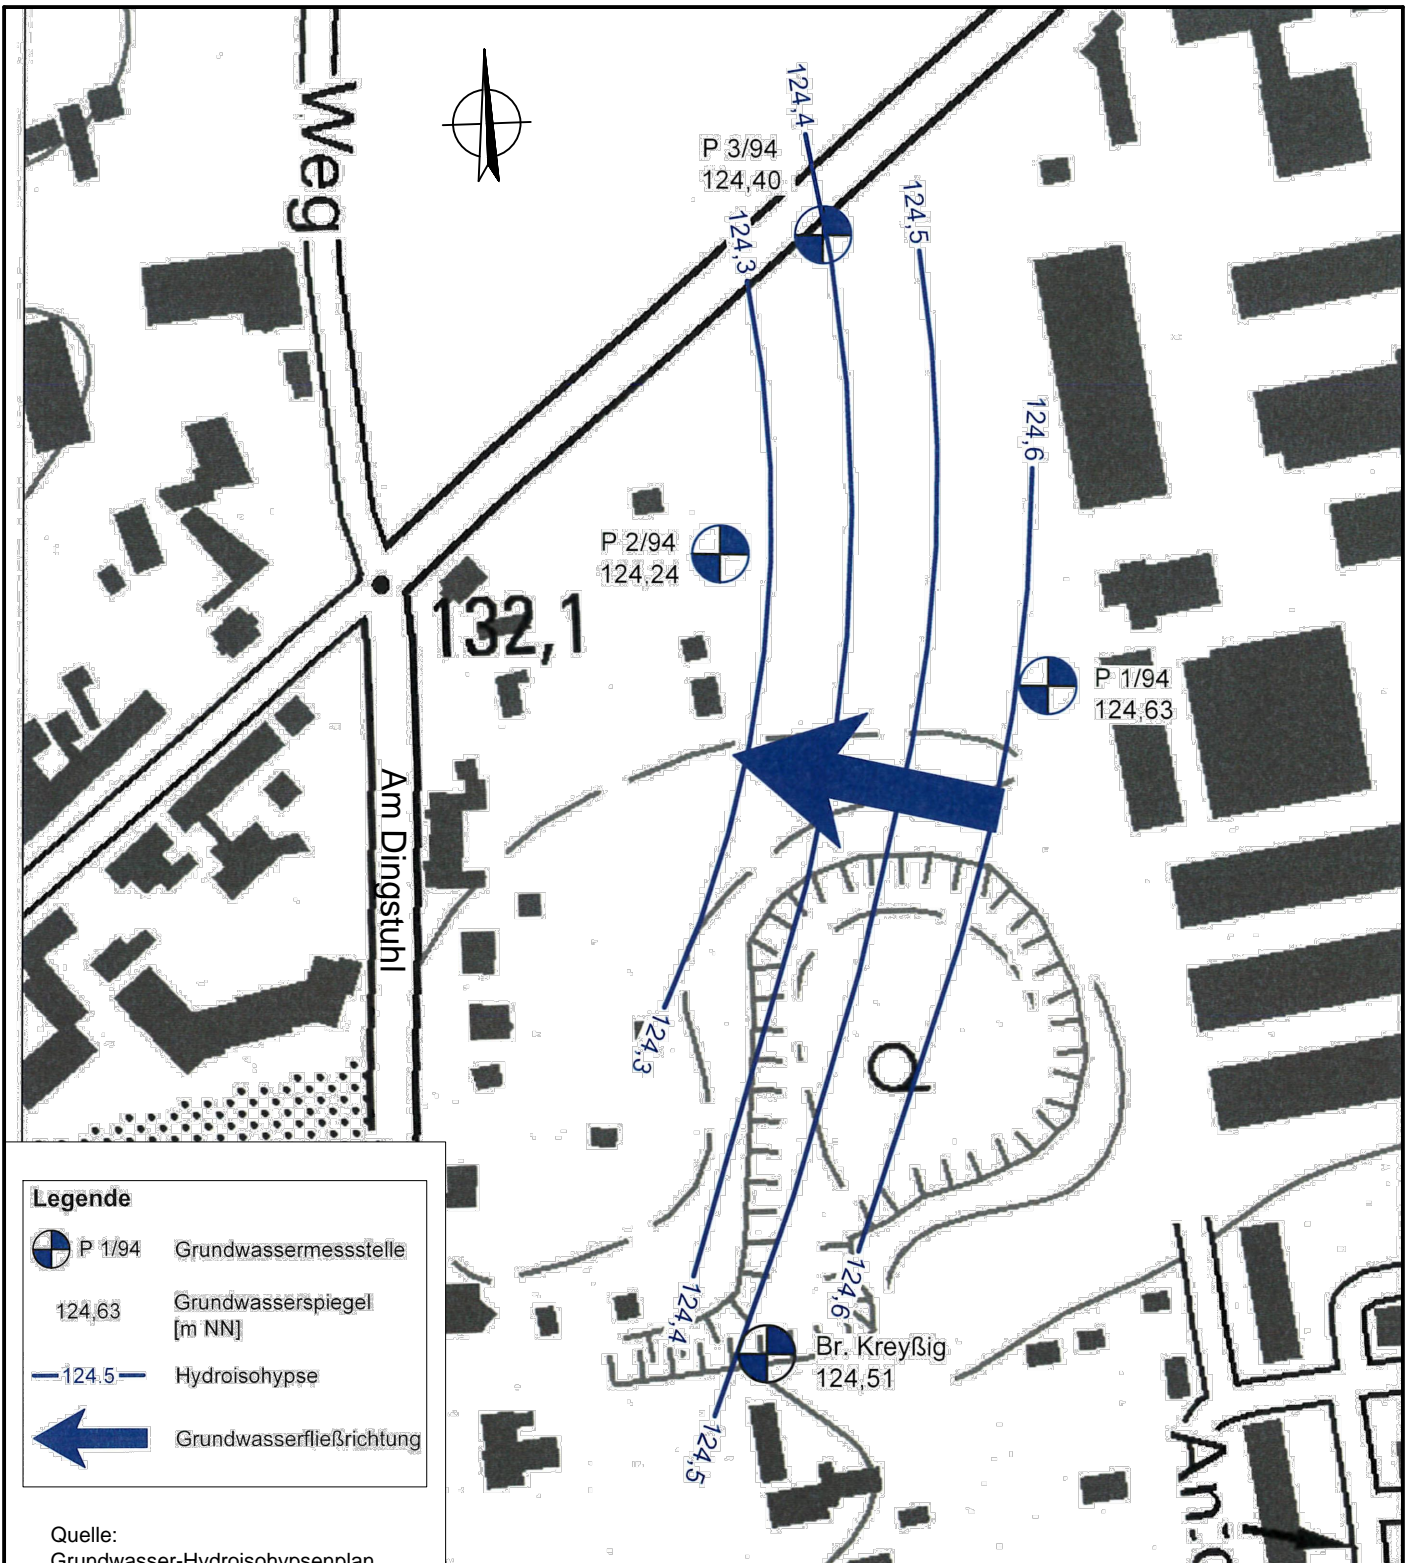 Weg
124,4
P 3/94
124,40
124,3
124,5
124,6
P 2/94
124,24
132,1
P 1/94
124,63
Am Dingstuhl
124,3
124,4
124,6
Br. Kreyßig
124,51
124,5
Legende
P 1/94 Grundwassermessstelle
124,63 Grundwasserspiegel
[m NN]
124.5 Hydroisohypse
Grundwasserfließrichtung
Quelle:
Grundwasser-Hydroisohypsenplan